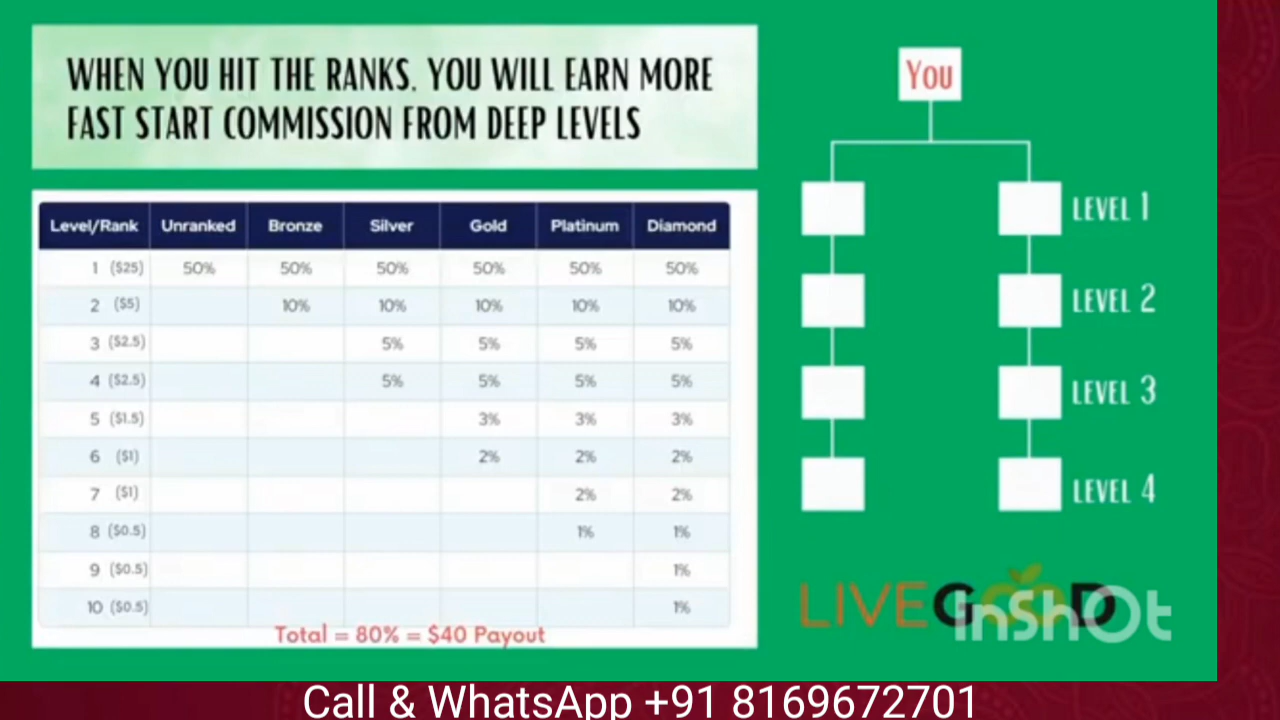 WHEN YOU HIT THE RANKS. YOU WILL EARN MORE
FAST START COMMISSION FROM DEEP LEVELS
Level/Rank Unranked Bronze Silver Gold Platinum Diamond
1 ($25) 50% 50% 50% 50% 50% 50%
2 ($5) 10% 10% 10% 10% 10%
3 ($2.5) 5% 5% 5% 5%
4 ($2.5) 5% 5% 5% 5%
5 ($1.5) 3% 3% 3%
6 ($1) 2% 2% 2%
7 ($1) 2% 2%
8 ($0.5) 1% 1%
9 ($0.5) 1%
10 ($0.5) 1%
Total = 80% = $40 Payout
You
LEVEL 1
LEVEL 2
LEVEL 3
LEVEL 4
LIVEGOOD
InShOt
Call & WhatsApp +91 8169672701